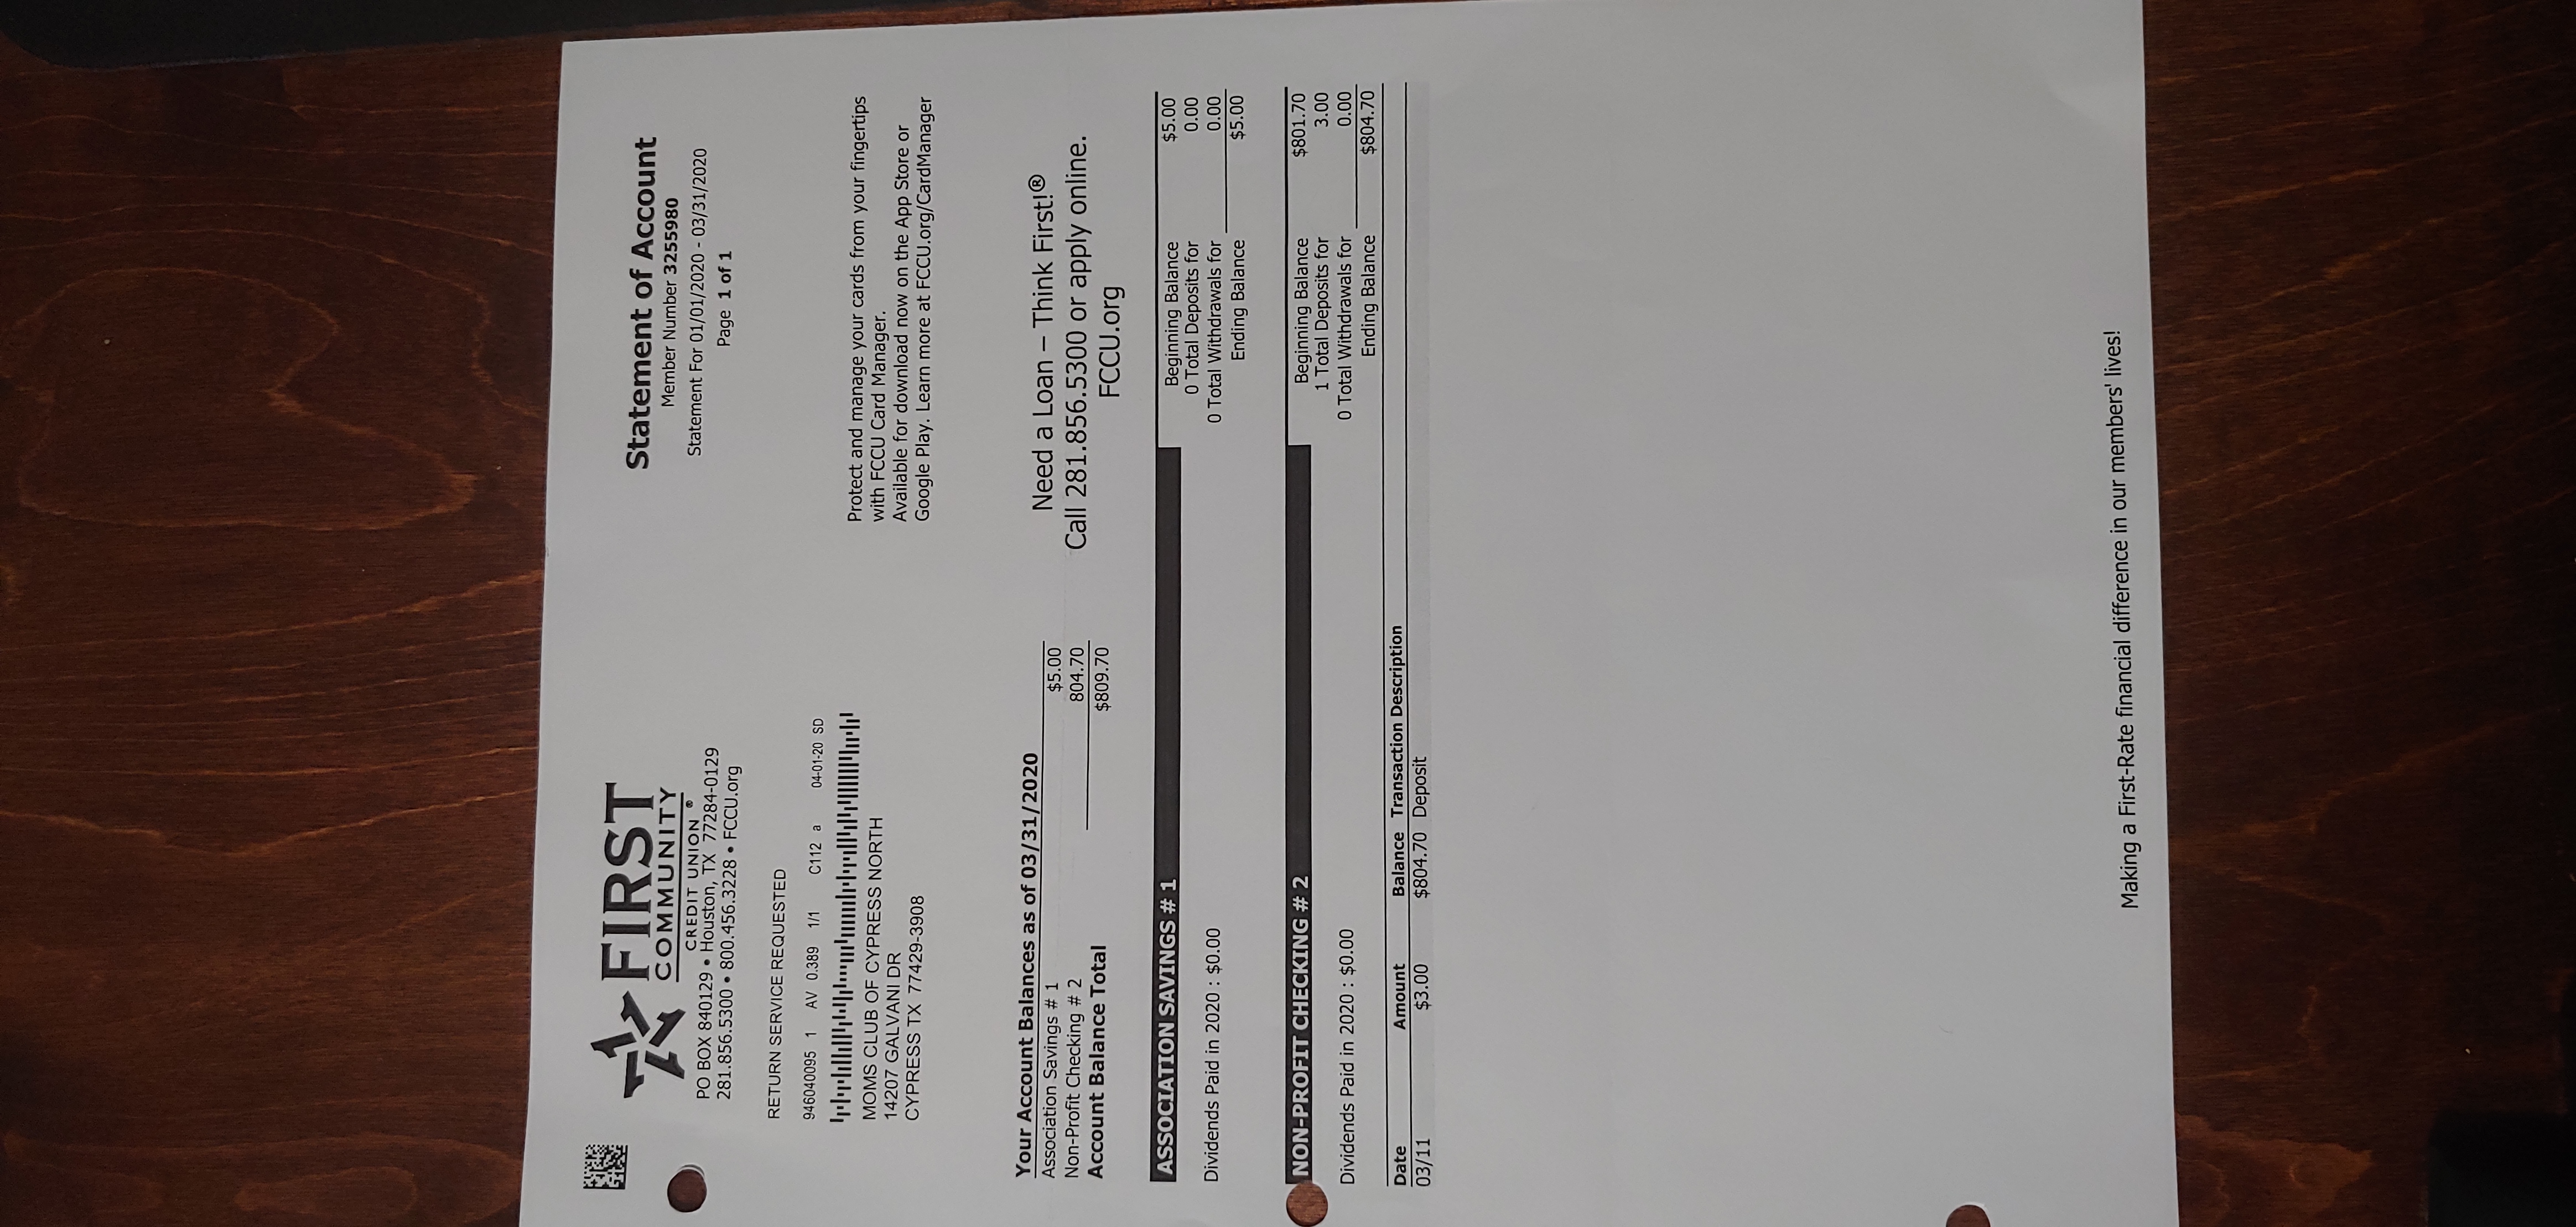 FIRST
COMMUNITY
CREDIT UNION ®
PO BOX 840129 • Houston, TX 77284-0129
281.856.5300 • 800.456.3228 • FCCU.org
Statement of Account
Member Number 3255980
Statement For 01/01/2020 - 03/31/2020
Page 1 of 1
RETURN SERVICE REQUESTED
946040095 1 AV 0.389 1/1 C112 a 04-01-20 SD
MOMS CLUB OF CYPRESS NORTH
14207 GALVANI DR
CYPRESS TX 77429-3908
Protect and manage your cards from your fingertips
with FCCU Card Manager.
Available for download now on the App Store or
Google Play. Learn more at FCCU.org/CardManager
Your Account Balances as of 03/31/2020
Association Savings # 1 $5.00
Non-Profit Checking # 2 804.70
Account Balance Total $809.70
Need a Loan – Think First!®
Call 281.856.5300 or apply online.
FCCU.org
ASSOCIATION SAVINGS # 1
Dividends Paid in 2020 : $0.00
Beginning Balance $5.00
0 Total Deposits for 0.00
0 Total Withdrawals for 0.00
Ending Balance $5.00
NON-PROFIT CHECKING # 2
Dividends Paid in 2020 : $0.00
Beginning Balance $801.70
1 Total Deposits for 3.00
0 Total Withdrawals for 0.00
Ending Balance $804.70
Date Amount Balance Transaction Description
03/11 $3.00 $804.70 Deposit
Making a First-Rate financial difference in our members' lives!